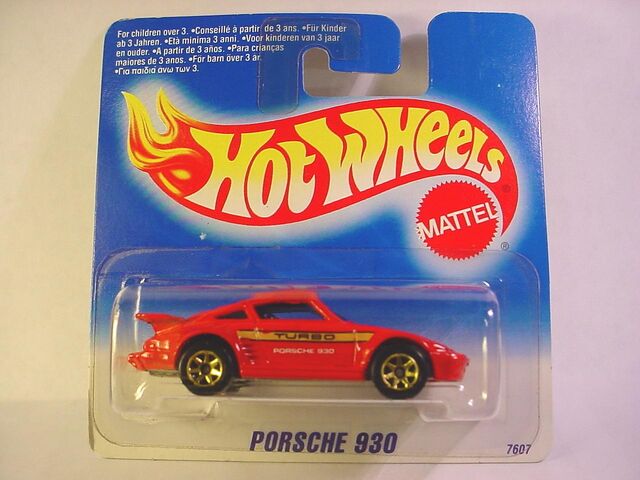 For children over 3. •Conseillé à partir de 3 ans. •Für Kinder
ab 3 Jahren. •Età minima 3 anni. •Voor kinderen van 3 jaar
en ouder. •A partir de 3 años. •Para crianças
maiores de 3 anos. •För barn över 3 år.
•Για παιδιά άνω των 3.
HOT WHEELS
®
MATTEL
®
TURBO
PORSCHE 930
PORSCHE 930
7607